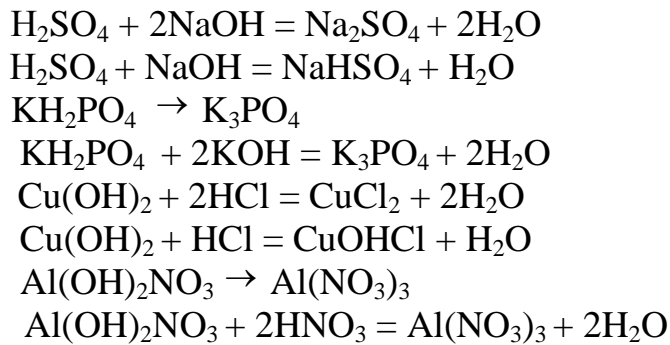 H₂SO₄ + 2NaOH = Na₂SO₄ + 2H₂O
H₂SO₄ + NaOH = NaHSO₄ + H₂O
KH₂PO₄ → K₃PO₄
KH₂PO₄ + 2KOH = K₃PO₄ + 2H₂O
Cu(OH)₂ + 2HCl = CuCl₂ + 2H₂O
Cu(OH)₂ + HCl = CuOHCl + H₂O
Al(OH)₂NO₃ → Al(NO₃)₃
Al(OH)₂NO₃ + 2HNO₃ = Al(NO₃)₃ + 2H₂O